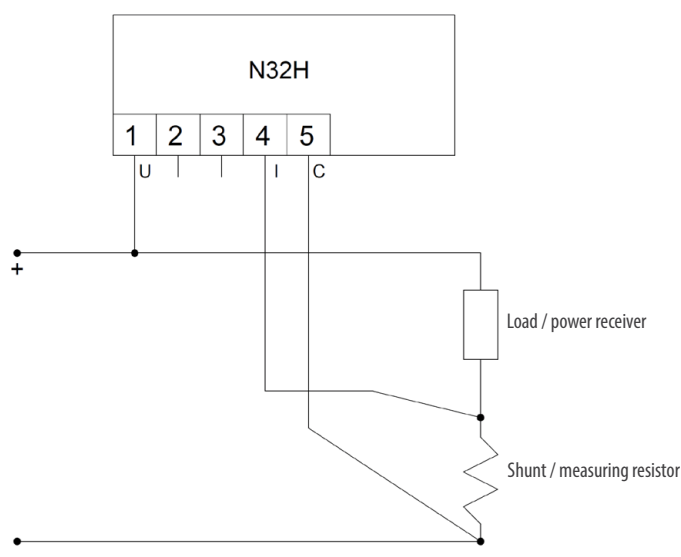 N32H
1 2 3 4 5
U I C
+
Load / power receiver
Shunt / measuring resistor